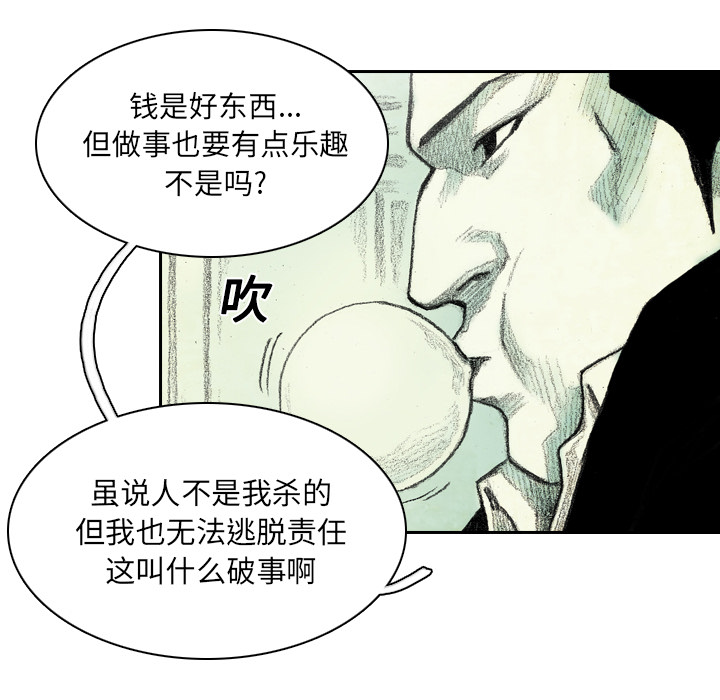 钱是好东西...
但做事也要有点乐趣
不是吗?
吹
虽说人不是我杀的
但我也无法逃脱责任
这叫什么破事啊